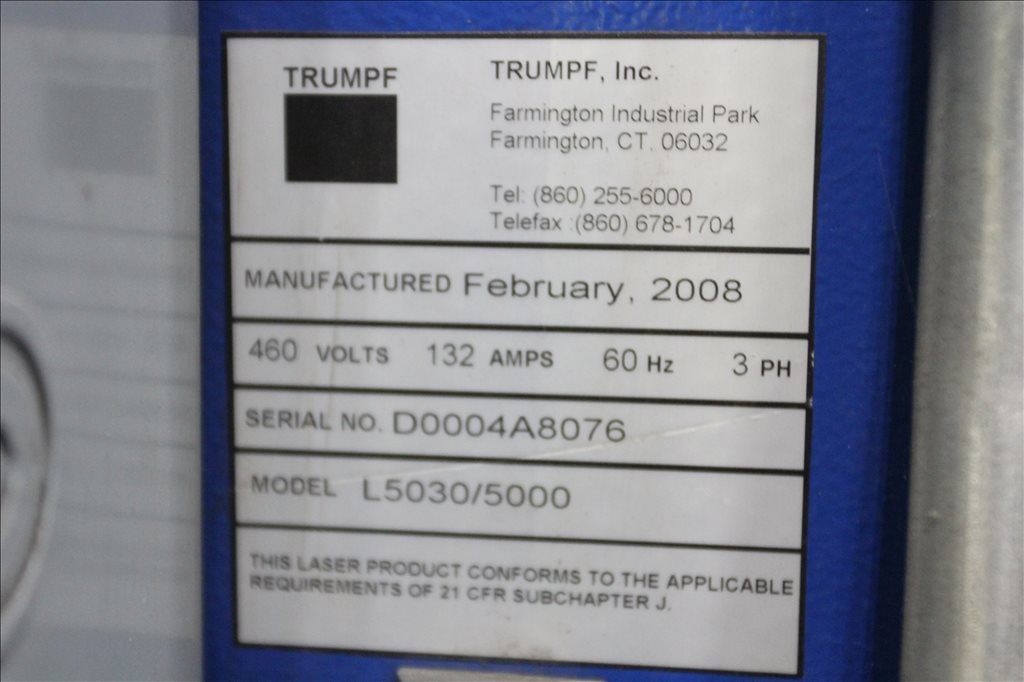 TRUMPF
TRUMPF, Inc.
Farmington Industrial Park
Farmington, CT. 06032
Tel: (860) 255-6000
Telefax :(860) 678-1704
MANUFACTURED February, 2008
460 VOLTS 132 AMPS 60 Hz 3 PH
SERIAL NO. D0004A8076
MODEL L5030/5000
THIS LASER PRODUCT CONFORMS TO THE APPLICABLE
REQUIREMENTS OF 21 CFR SUBCHAPTER J.